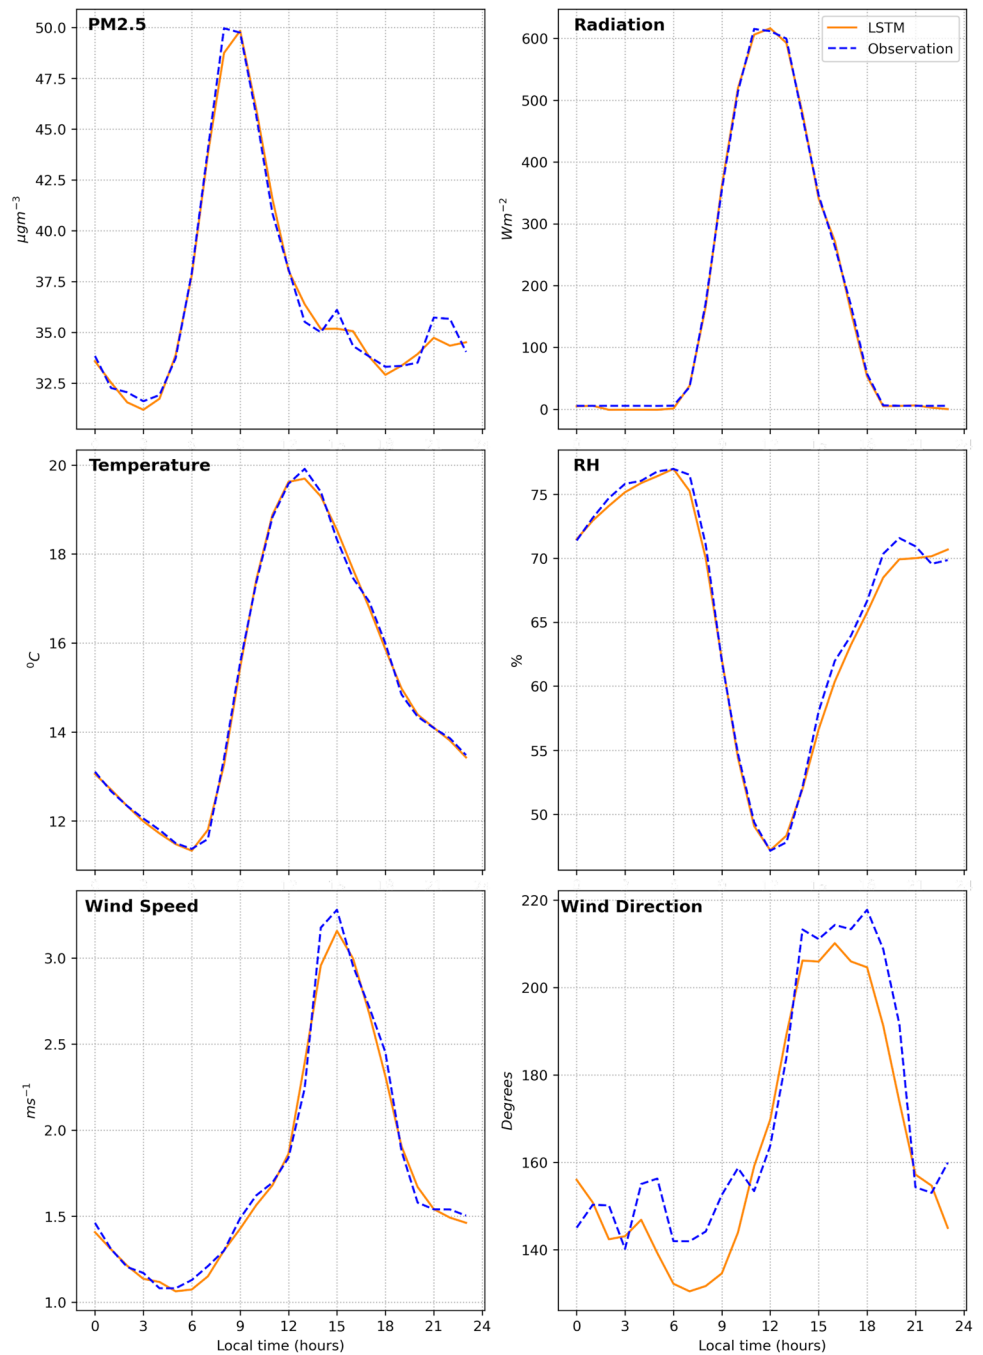 PM2.5
50.0
47.5
45.0
42.5
40.0
37.5
35.0
32.5
μgm⁻³
Radiation
LSTM
Observation
600
500
400
300
200
100
0
Wm⁻²
Temperature
20
18
16
14
12
⁰C
RH
75
70
65
60
55
50
%
Wind Speed
3.0
2.5
2.0
1.5
1.0
ms⁻¹
0 3 6 9 12 15 18 21 24
Local time (hours)
Wind Direction
220
200
180
160
140
Degrees
0 3 6 9 12 15 18 21 24
Local time (hours)